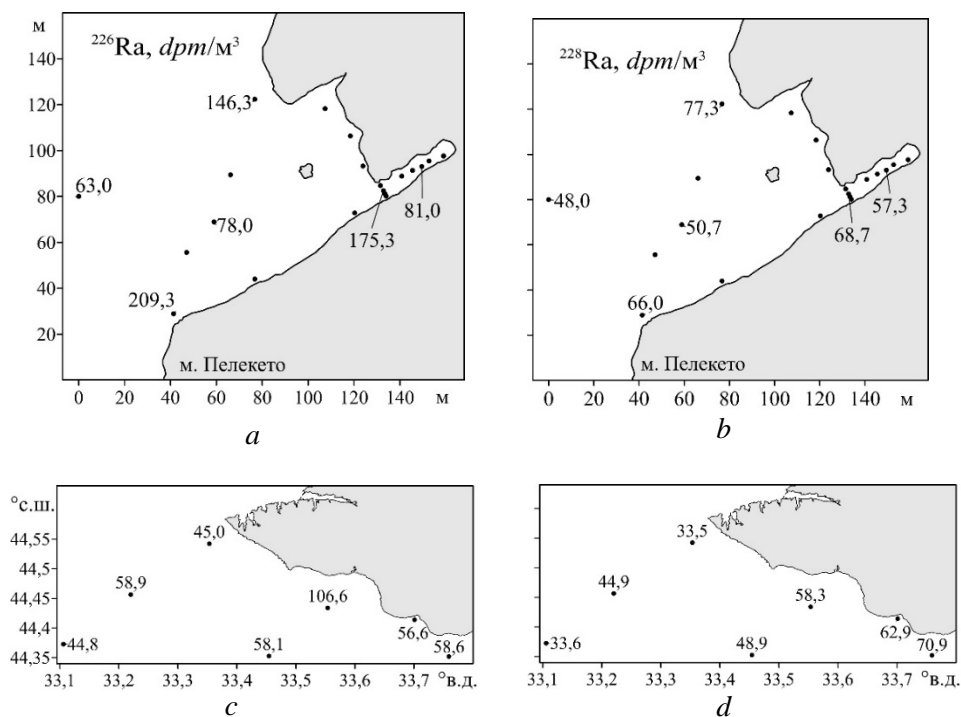 м
²²⁶Ra, dpm/м³
140
120
100
80
60
40
20
146,3
63,0
78,0
81,0
175,3
209,3
м. Пелекето
0 20 40 60 80 100 120 140 м
a
²²⁸Ra, dpm/м³
77,3
48,0
50,7
57,3
68,7
66,0
м. Пелекето
0 20 40 60 80 100 120 140 м
b
°с.ш.
44,55
44,5
44,45
44,4
44,35
45,0
58,9
106,6
44,8
58,1
56,6
58,6
33,1 33,2 33,3 33,4 33,5 33,6 33,7 °в.д.
c
33,5
44,9
58,3
33,6
48,9
62,9
70,9
33,1 33,2 33,3 33,4 33,5 33,6 33,7 °в.д.
d